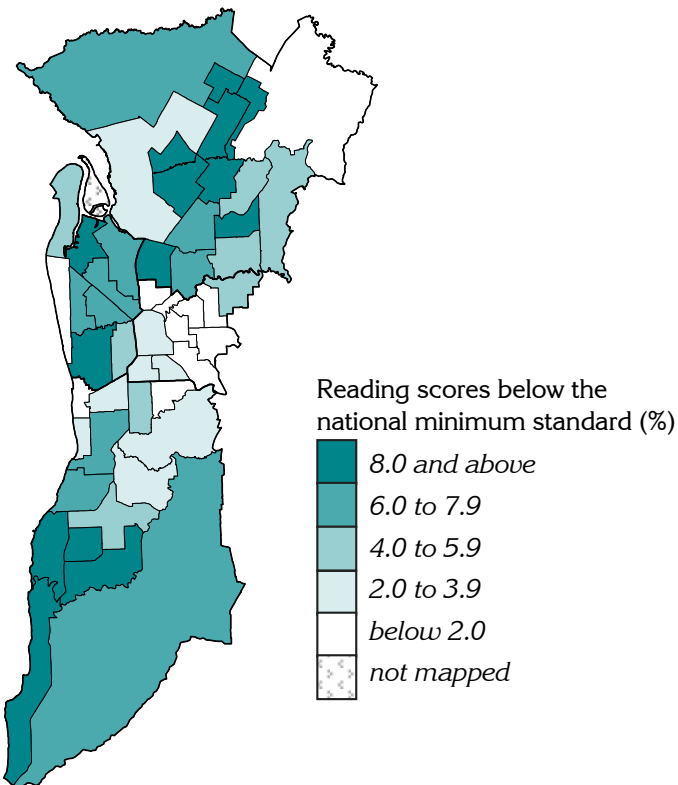 Reading scores below the
national minimum standard (%)
8.0 and above
6.0 to 7.9
4.0 to 5.9
2.0 to 3.9
below 2.0
not mapped